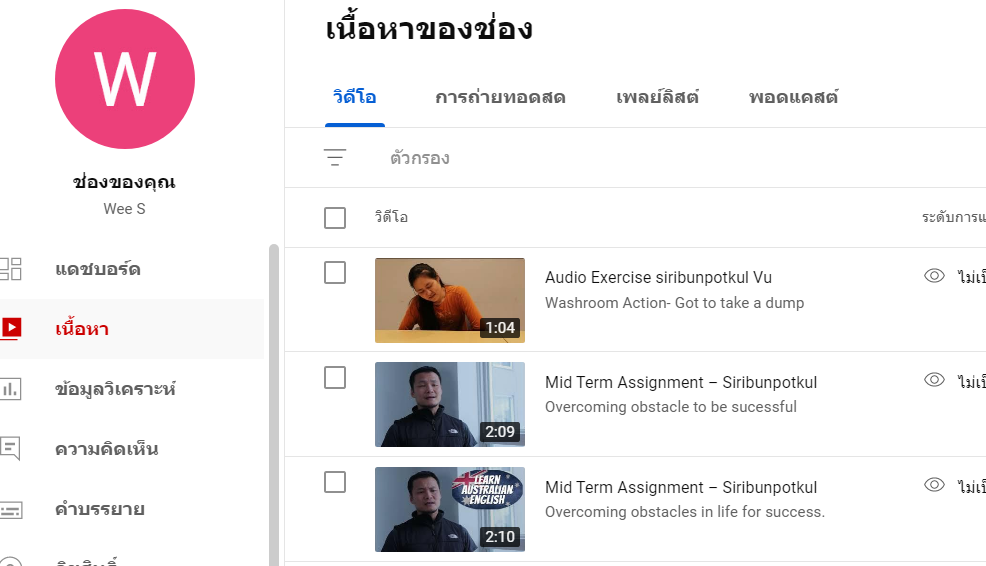 W
ช่องของคุณ
Wee S
แดชบอร์ด
เนื้อหา
ข้อมูลวิเคราะห์
ความคิดเห็น
คำบรรยาย
เนื้อหาของช่อง
วิดีโอ
การถ่ายทอดสด
เพลย์ลิสต์
พอดแคสต์
ตัวกรอง
วิดีโอ
ระดับการแ
1:04
Audio Exercise siribunpotkul Vu
Washroom Action- Got to take a dump
ไม่เป็
2:09
Mid Term Assignment – Siribunpotkul
Overcoming obstacle to be sucessful
ไม่เป็
LEARN
AUSTRALIAN
ENGLISH
2:10
Mid Term Assignment – Siribunpotkul
Overcoming obstacles in life for success.
ไม่เป็